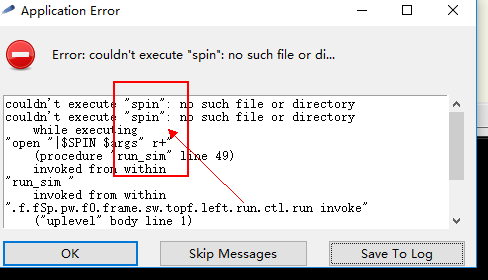 Application Error
Error: couldn't execute "spin": no such file or di...
couldn't execute "spin": no such file or directory
couldn't execute "spin": no such file or directory
while executing
"open "|$SPIN $args" r+"
(procedure "run_sim" line 49)
invoked from within
"run_sim "
invoked from within
".f.fSp.pw.f0.frame.sw.topf.left.run.ctl.run invoke"
("uplevel" body line 1)
OK
Skip Messages
Save To Log